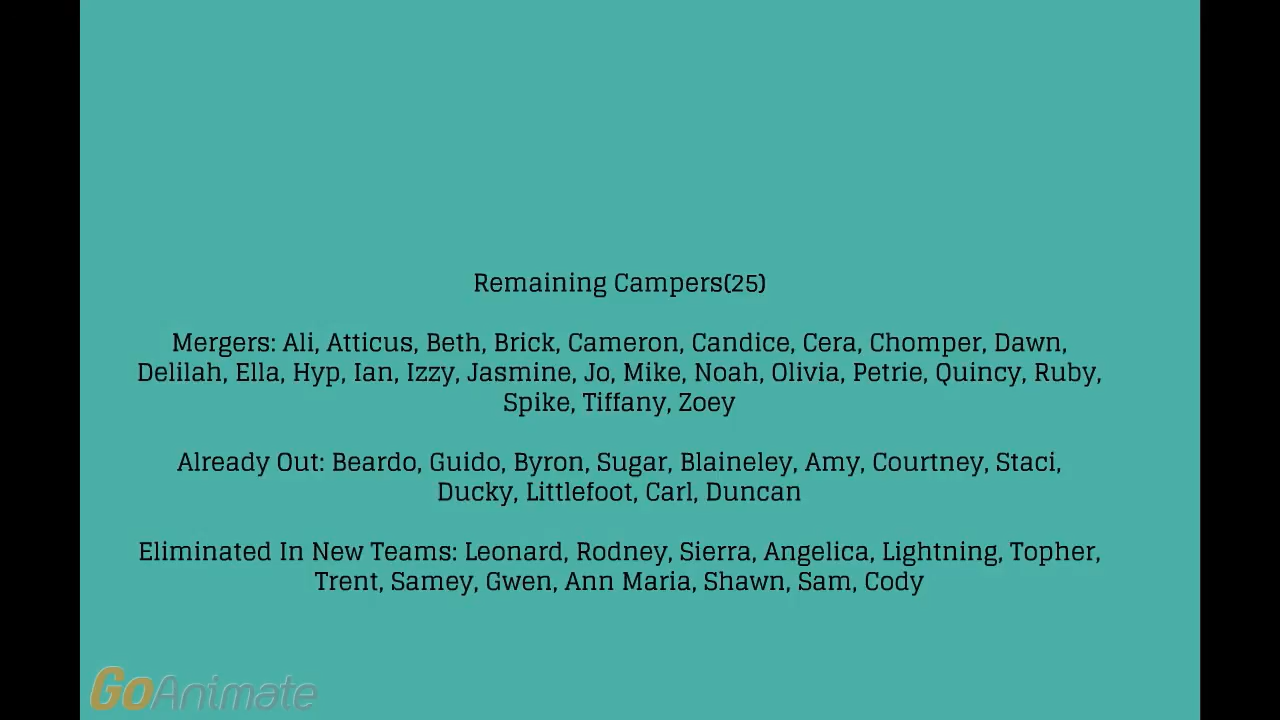 Remaining Campers(25)
Mergers: Ali, Atticus, Beth, Brick, Cameron, Candice, Cera, Chomper, Dawn,
Delilah, Ella, Hyp, Ian, Izzy, Jasmine, Jo, Mike, Noah, Olivia, Petrie, Quincy, Ruby,
Spike, Tiffany, Zoey
Already Out: Beardo, Guido, Byron, Sugar, Blaineley, Amy, Courtney, Staci,
Ducky, Littlefoot, Carl, Duncan
Eliminated In New Teams: Leonard, Rodney, Sierra, Angelica, Lightning, Topher,
Trent, Samey, Gwen, Ann Maria, Shawn, Sam, Cody
GoAnimate